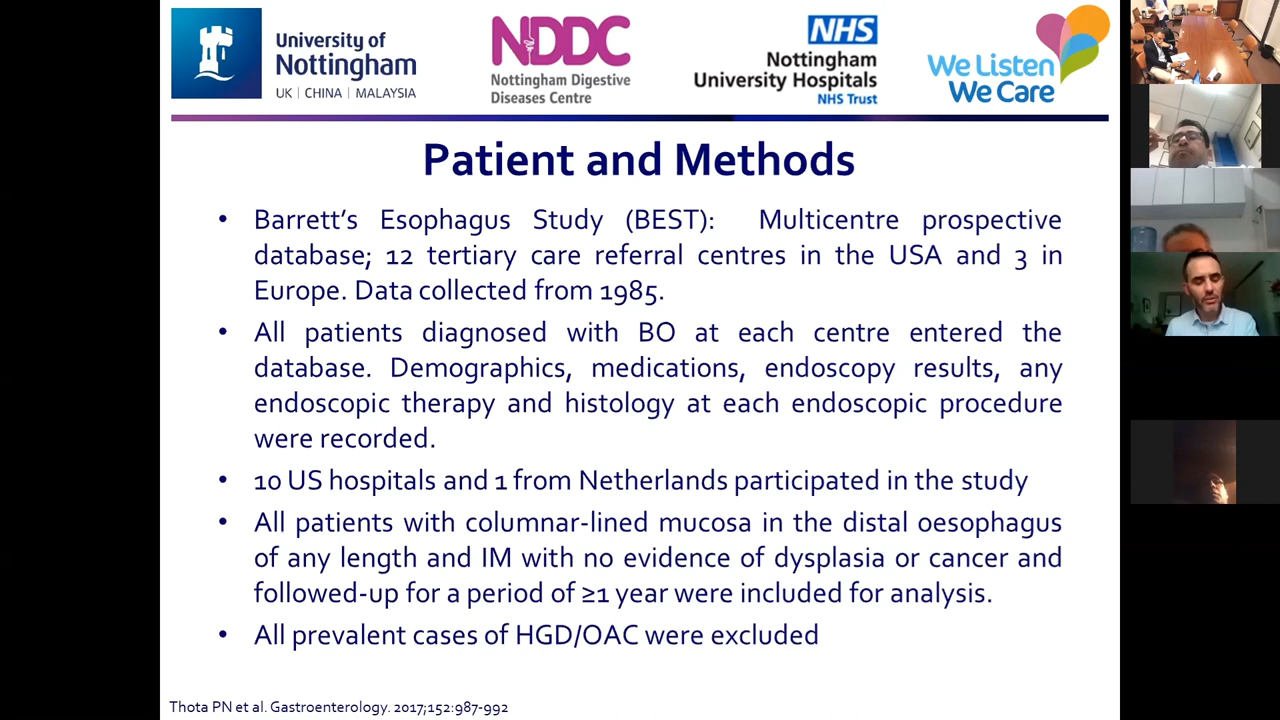 University of
Nottingham
UK | CHINA | MALAYSIA
NDDC
Nottingham Digestive
Diseases Centre
NHS
Nottingham
University Hospitals
NHS Trust
We Listen
We Care
Patient and Methods
• Barrett’s Esophagus Study (BEST): Multicentre prospective
database; 12 tertiary care referral centres in the USA and 3 in
Europe. Data collected from 1985.
• All patients diagnosed with BO at each centre entered the
database. Demographics, medications, endoscopy results, any
endoscopic therapy and histology at each endoscopic procedure
were recorded.
• 10 US hospitals and 1 from Netherlands participated in the study
• All patients with columnar-lined mucosa in the distal oesophagus
of any length and IM with no evidence of dysplasia or cancer and
followed-up for a period of ≥1 year were included for analysis.
• All prevalent cases of HGD/OAC were excluded
Thota PN et al. Gastroenterology. 2017;152:987-992